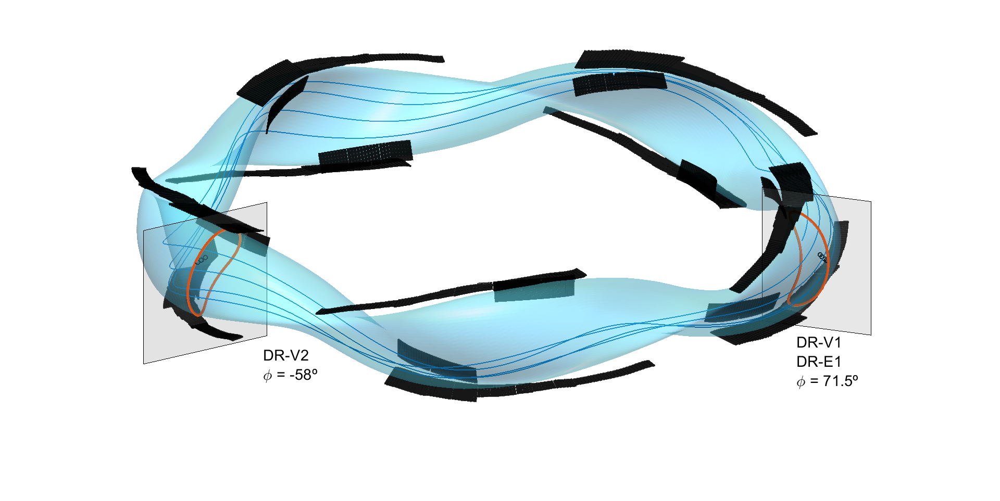 DR-V2
ϕ = -58º
DR-V1
DR-E1
ϕ = 71.5º